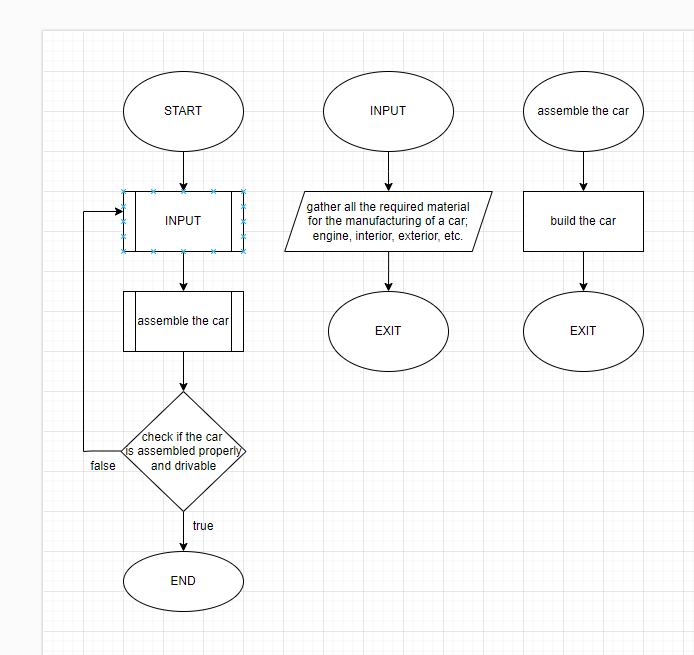 START
INPUT
assemble the car
check if the car
is assembled properly
and drivable
false
true
END
INPUT
gather all the required material
for the manufacturing of a car;
engine, interior, exterior, etc.
EXIT
assemble the car
build the car
EXIT